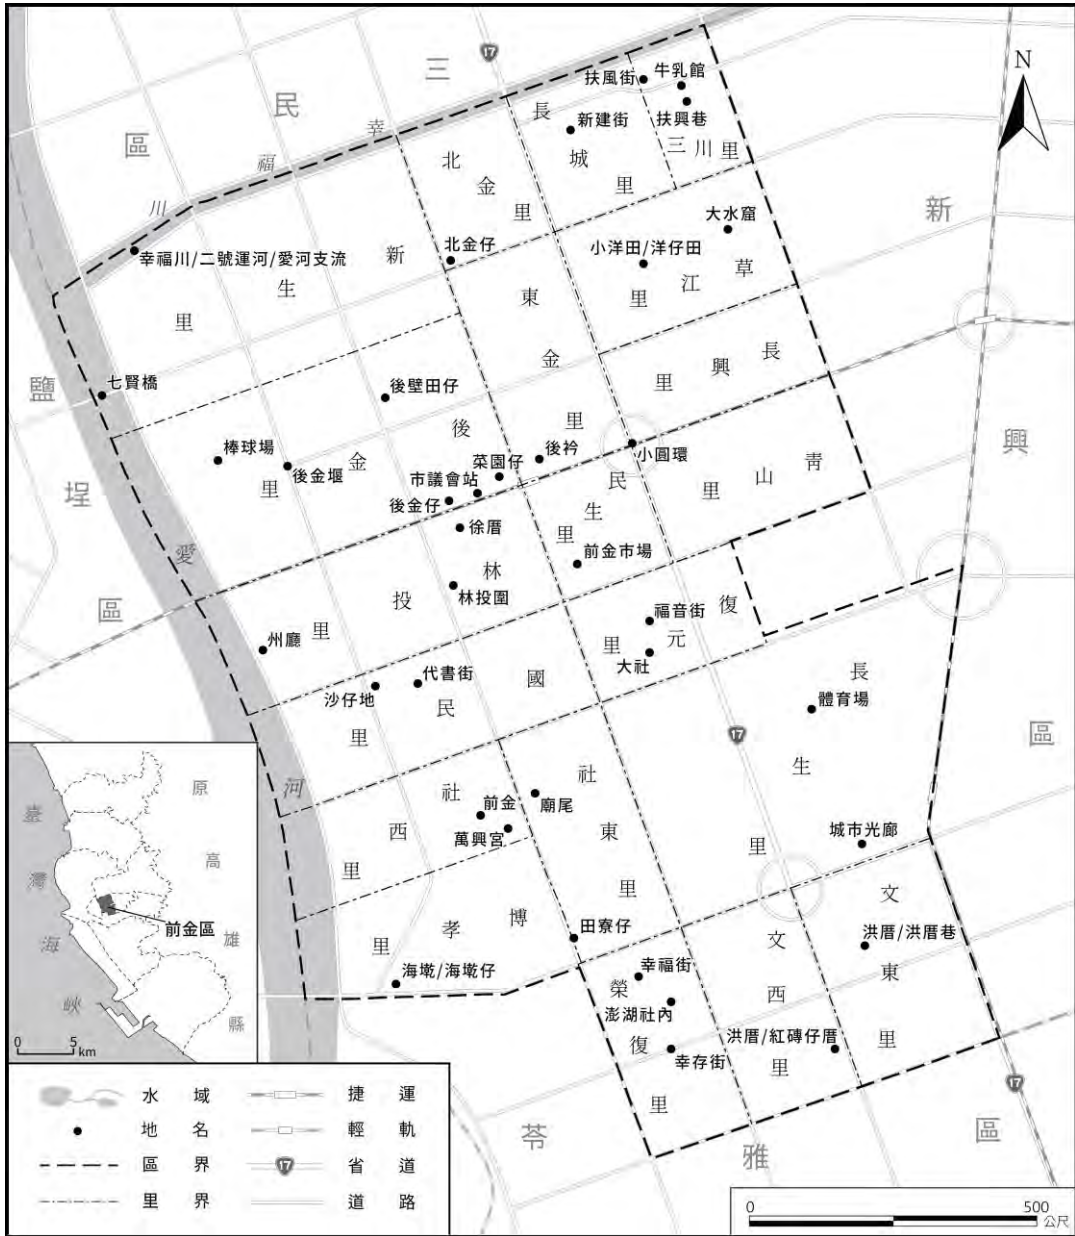 三民區
新興區
鹽埕區
苓雅區
17
N
幸福川
愛河
扶風街
牛乳館
扶興巷
新建街
三川里
長城里
北金里
大水窟
小洋田/洋仔田
草江里
北金仔
幸福川/二號運河/愛河支流
新生里
東金里
長興里
七賢橋
後壁田仔
棒球場
後金堰
後金里
後衿
小圓環
菜園仔
市議會站
後金仔
徐厝
青山里
民生里
前金市場
林投里
林投圍
州廳
福音街
大社
復元里
代書街
沙仔地
國民里
長生里
體育場
17
社西里
前金
萬興宮
廟尾
社東里
城市光廊
博孝里
田寮仔
海墘/海墘仔
文東里
洪厝/洪厝巷
文西里
幸福街
澎湖社內
榮復里
洪厝/紅磚仔厝
幸存街
17
臺灣海峽
原高雄縣
前金區
0 5 km
水域
地名
區界
里界
捷運
輕軌
17 省道
道路
0 500 公尺